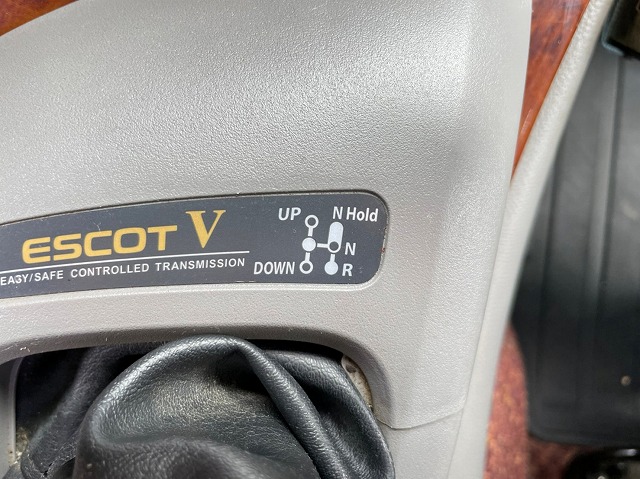 ESCOT V
EASY/SAFE CONTROLLED TRANSMISSION
UP N Hold
N
DOWN R